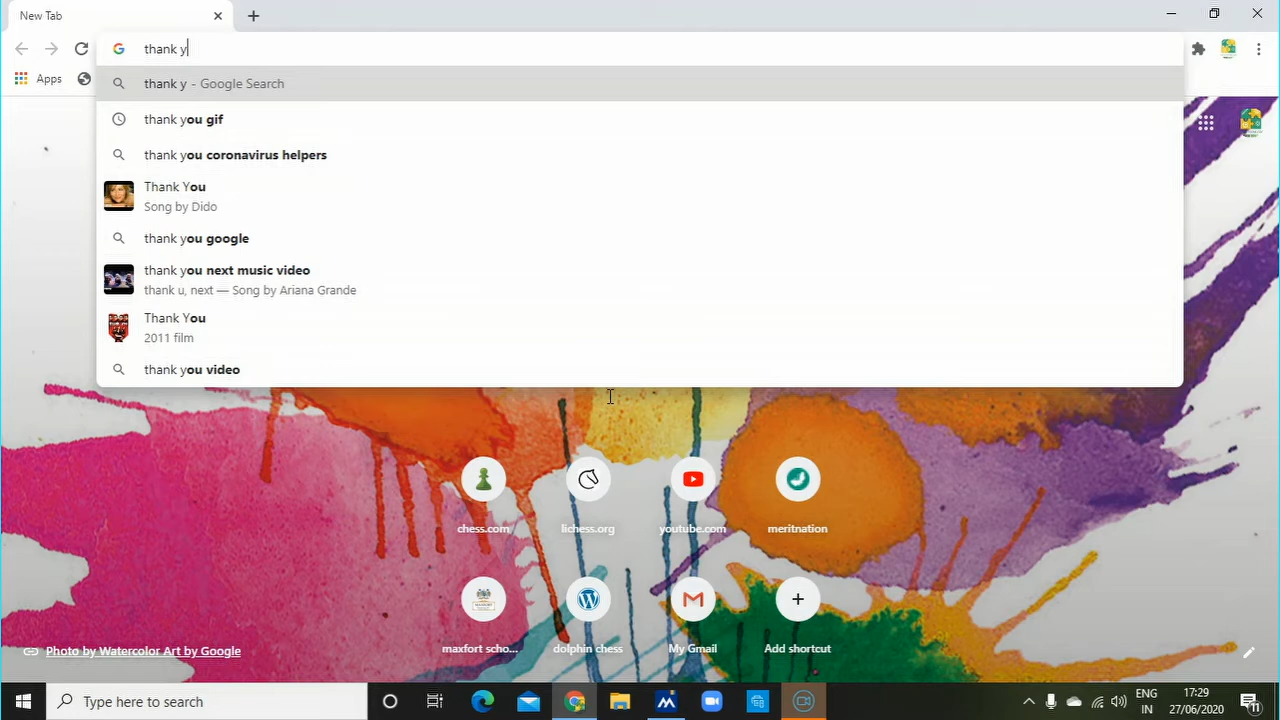 New Tab
thank y
Apps
thank y - Google Search
thank you gif
thank you coronavirus helpers
Thank You
Song by Dido
thank you google
thank you next music video
thank u, next — Song by Ariana Grande
Thank You
2011 film
thank you video
chess.com
lichess.org
youtube.com
meritnation
maxfort scho...
dolphin chess
My Gmail
Add shortcut
Photo by Watercolor Art by Google
Type here to search
ENG
IN
17:29
27/06/2020
11